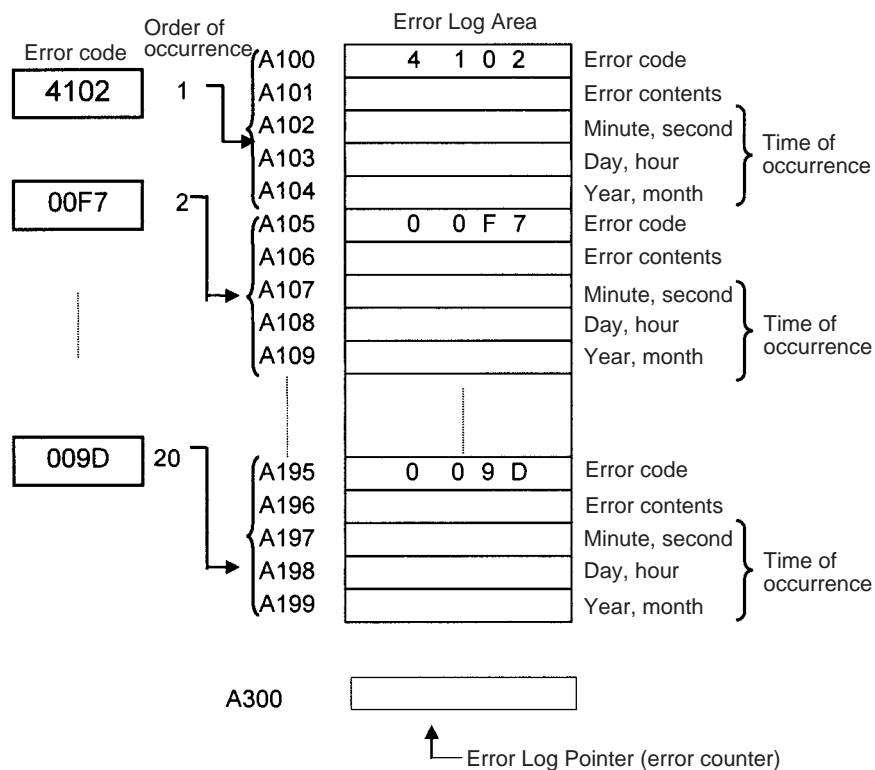 Error Log Area
Order of
occurrence
Error code
4102 1
A100 4 1 0 2 Error code
A101 Error contents
A102 Minute, second
A103 Day, hour
A104 Year, month
Time of
occurrence
00F7 2
A105 0 0 F 7 Error code
A106 Error contents
A107 Minute, second
A108 Day, hour
A109 Year, month
Time of
occurrence
009D 20
A195 0 0 9 D Error code
A196 Error contents
A197 Minute, second
A198 Day, hour
A199 Year, month
Time of
occurrence
A300
Error Log Pointer (error counter)